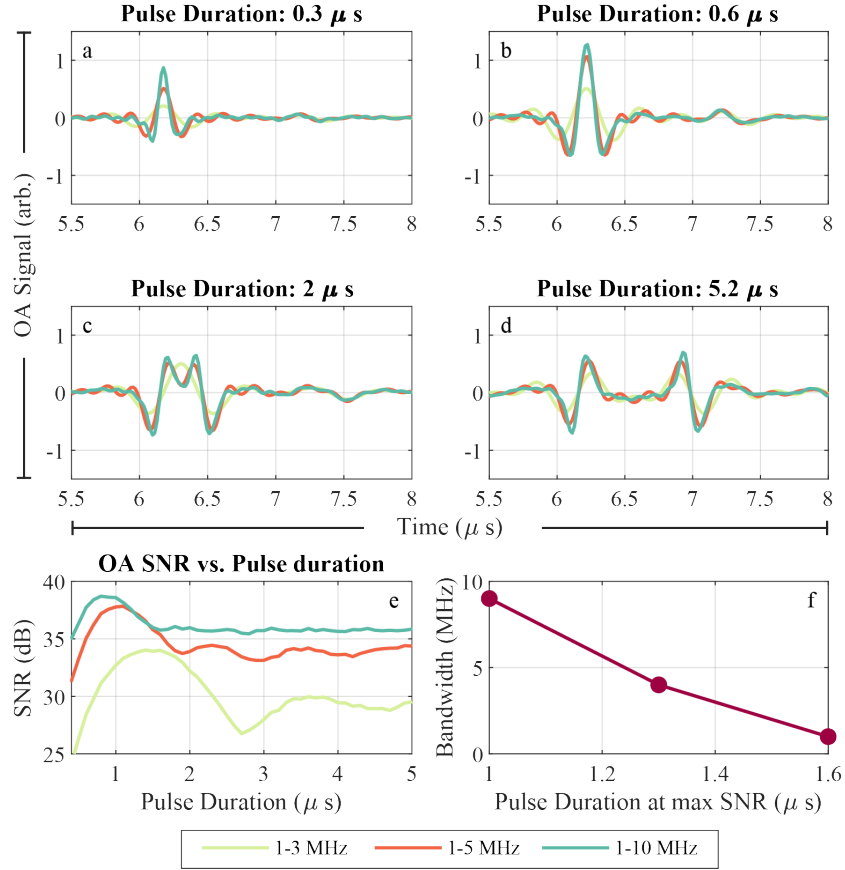 Pulse Duration: 0.3 μ s
Pulse Duration: 0.6 μ s
a
b
1
0
-1
1
0
-1
5.5 6 6.5 7 7.5 8
5.5 6 6.5 7 7.5 8
OA Signal (arb.)
Pulse Duration: 2 μ s
Pulse Duration: 5.2 μ s
c
d
1
0
-1
1
0
-1
5.5 6 6.5 7 7.5 8
5.5 6 6.5 7 7.5 8
Time (μ s)
OA SNR vs. Pulse duration
e
f
SNR (dB)
40
35
30
25
1 2 3 4 5
Pulse Duration (μ s)
Bandwidth (MHz)
10
5
0
1 1.2 1.4 1.6
Pulse Duration at max SNR (μ s)
1-3 MHz 1-5 MHz 1-10 MHz